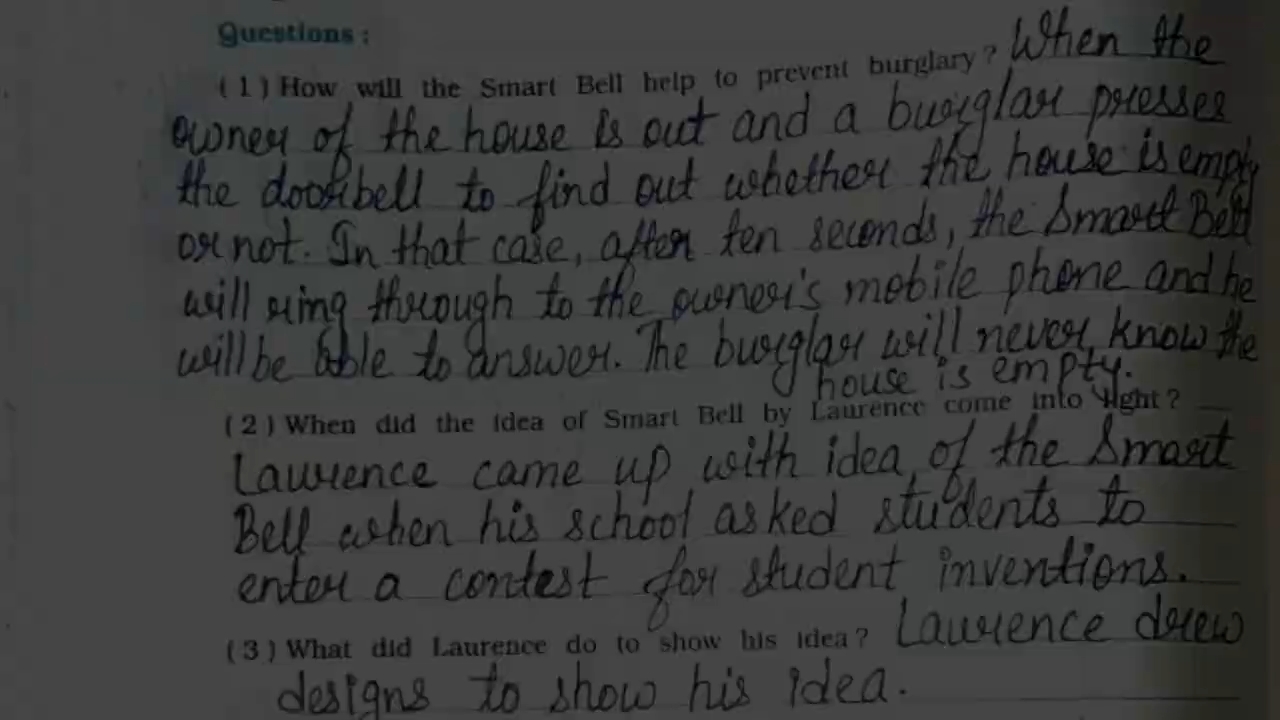 Questions :
( 1 ) How will the Smart Bell help to prevent burglary ? When the
owner of the house is out and a burglar presses
the doorbell to find out whether the house is empty
or not. In that case, after ten seconds, the Smart Bell
will ring through to the owner's mobile phone and he
will be able to answer. The burglar will never know the
house is empty.
( 2 ) When did the idea of Smart Bell by Laurence come into light ?
Laurence came up with idea of the Smart
Bell when his school asked students to
enter a contest for student inventions.
( 3 ) What did Laurence do to show his idea ? Laurence drew
designs to show his idea.